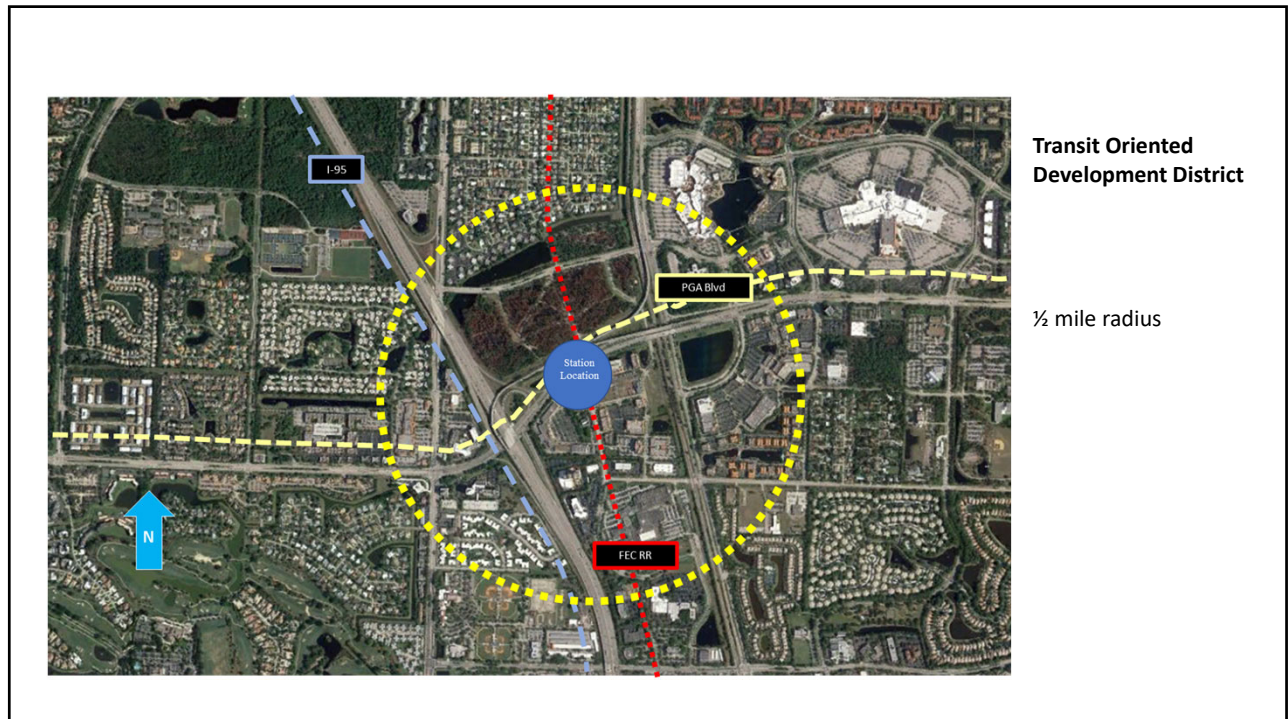 I-95
Transit Oriented
Development District
PGA Blvd
½ mile radius
Station
Location
N
FEC RR